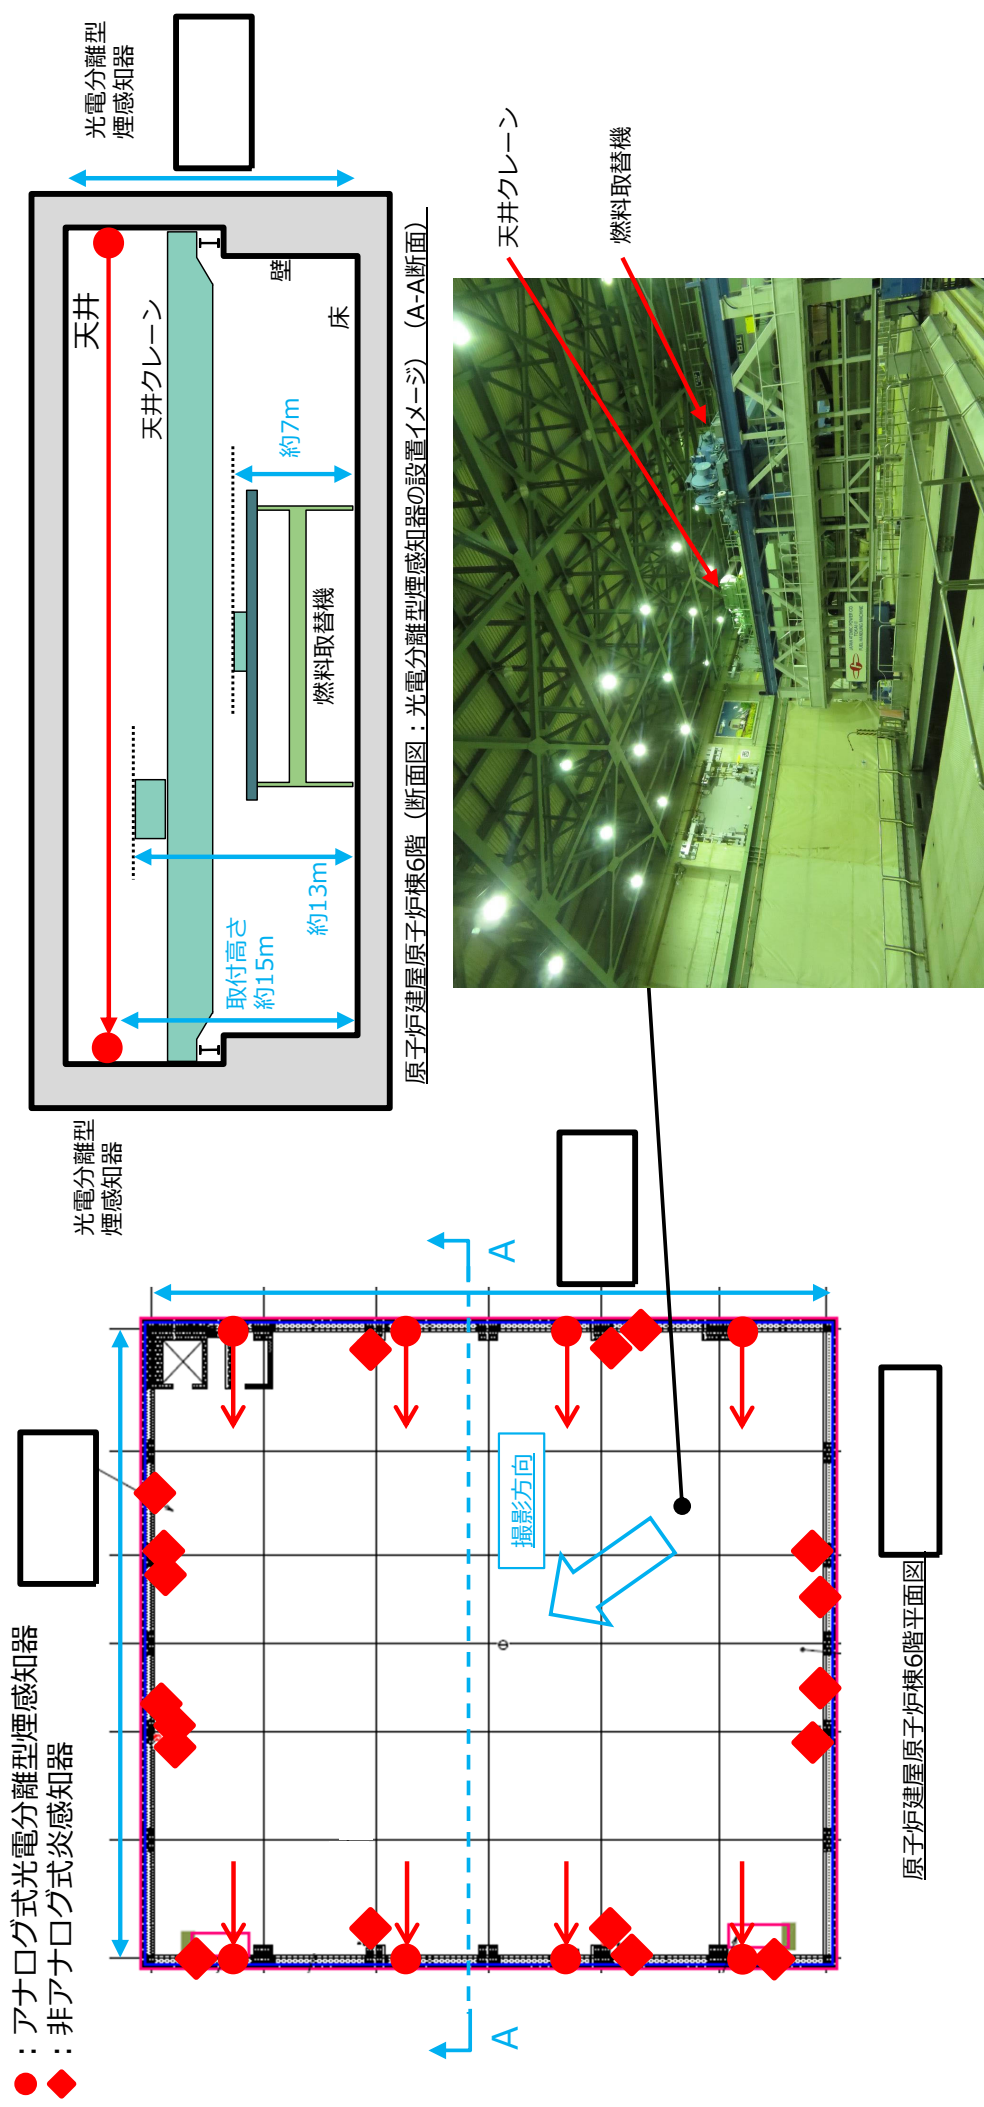 ●：アナログ式光電分離型煙感知器
◆：非アナログ式炎感知器
A
A
撮影方向
原子炉建屋原子炉棟6階平面図
光電分離型
煙感知器
光電分離型
煙感知器
天井
天井クレーン
取付高さ
約15m
約13m
約7m
燃料取替機
壁
床
原子炉建屋原子炉棟6階（断面図：光電分離型煙感知器の設置イメージ）（A-A断面）
天井クレーン
燃料取替機